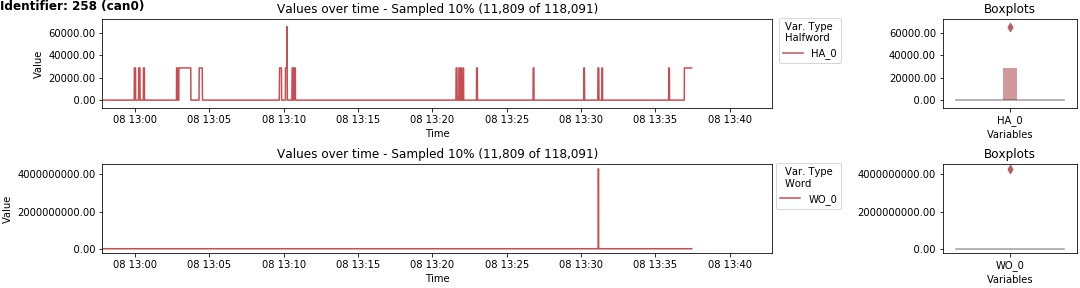 Identifier: 258 (can0)
Values over time - Sampled 10% (11,809 of 118,091)
Boxplots
Value
60000.00
40000.00
20000.00
0.00
08 13:00 08 13:05 08 13:10 08 13:15 08 13:20 08 13:25 08 13:30 08 13:35 08 13:40
Time
Var. Type
Halfword
HA_0
60000.00
40000.00
20000.00
0.00
HA_0
Variables
Values over time - Sampled 10% (11,809 of 118,091)
Boxplots
Value
4000000000.00
2000000000.00
0.00
08 13:00 08 13:05 08 13:10 08 13:15 08 13:20 08 13:25 08 13:30 08 13:35 08 13:40
Time
Var. Type
Word
WO_0
4000000000.00
2000000000.00
0.00
WO_0
Variables